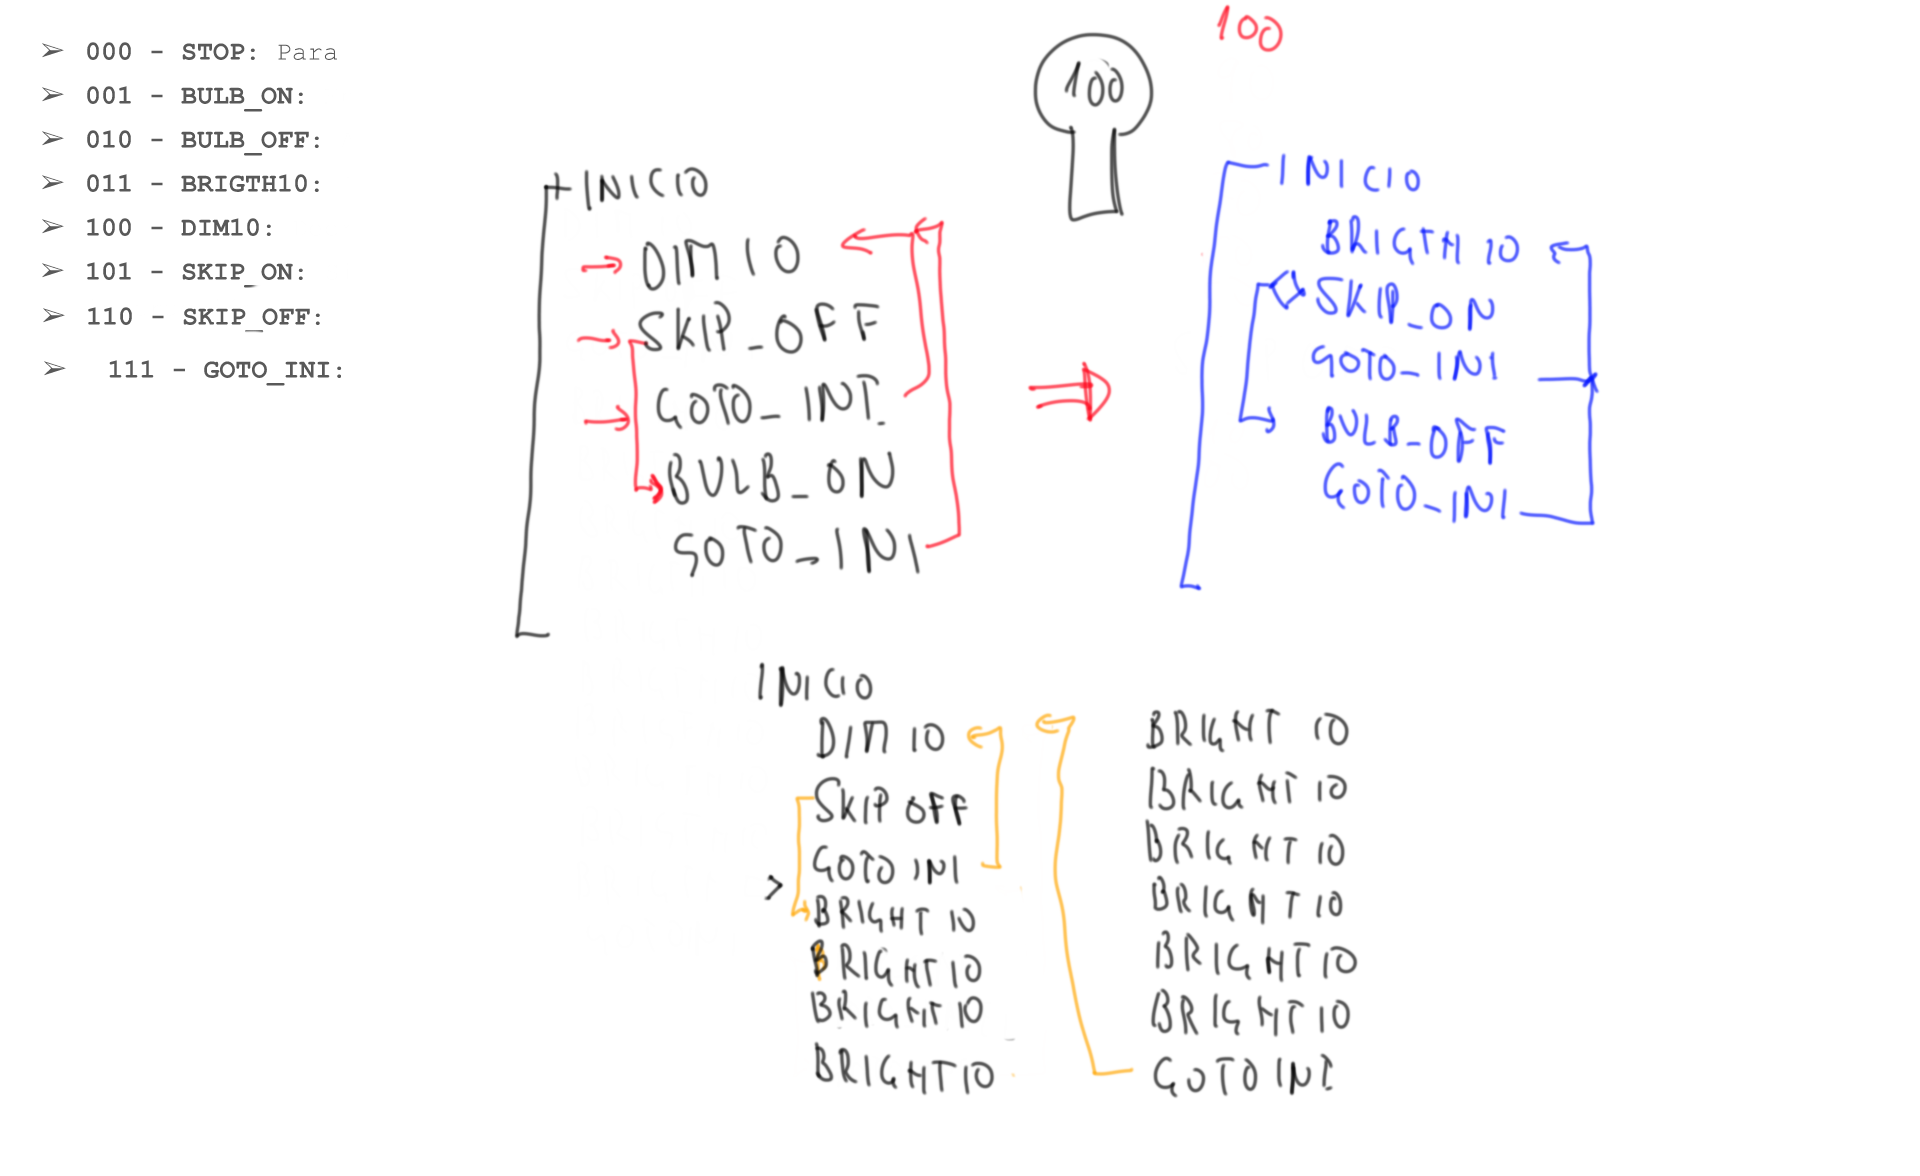 ➢ 000 - STOP: Para
➢ 001 - BULB_ON:
➢ 010 - BULB_OFF:
➢ 011 - BRIGTH10:
➢ 100 - DIM10:
➢ 101 - SKIP_ON:
➢ 110 - SKIP_OFF:
➢ 111 - GOTO_INI:
100
100
INICIO
DIM 10
SKIP_OFF
GOTO_INI
BULB_ON
GOTO_INI
INICIO
BRIGTH 10
SKIP_ON
GOTO_INI
BULB_OFF
GOTO_INI
INICIO
DIM 10
SKIP OFF
GOTO INI
BRIGHT 10
BRIGHT 10
BRIGHT 10
BRIGHT 10
BRIGHT 10
BRIGHT 10
BRIGHT 10
BRIGHT 10
BRIGHT 10
BRIGHT 10
GOTO INI